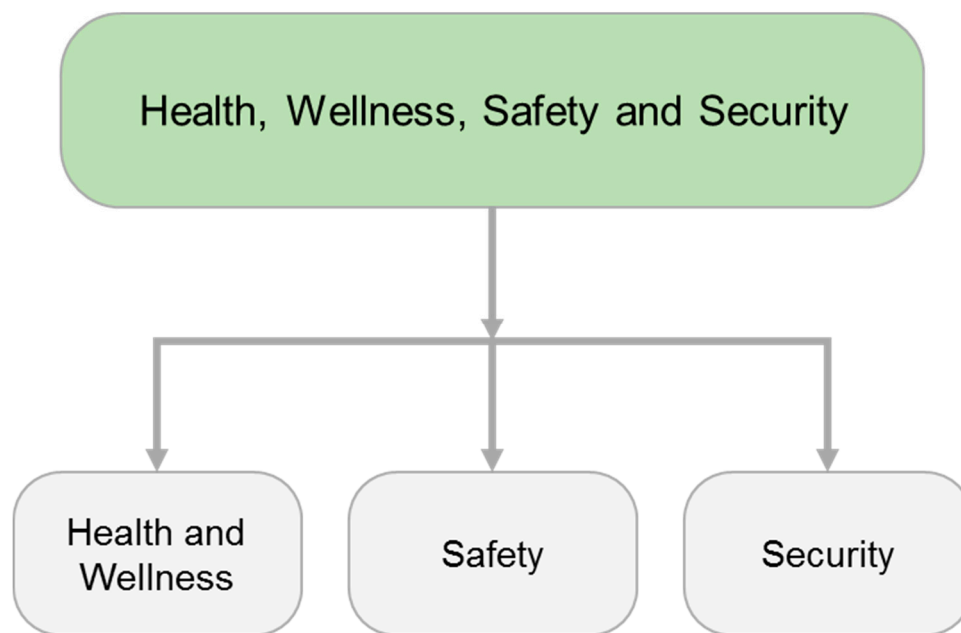 Health, Wellness, Safety and Security
Health and
Wellness
Safety
Security